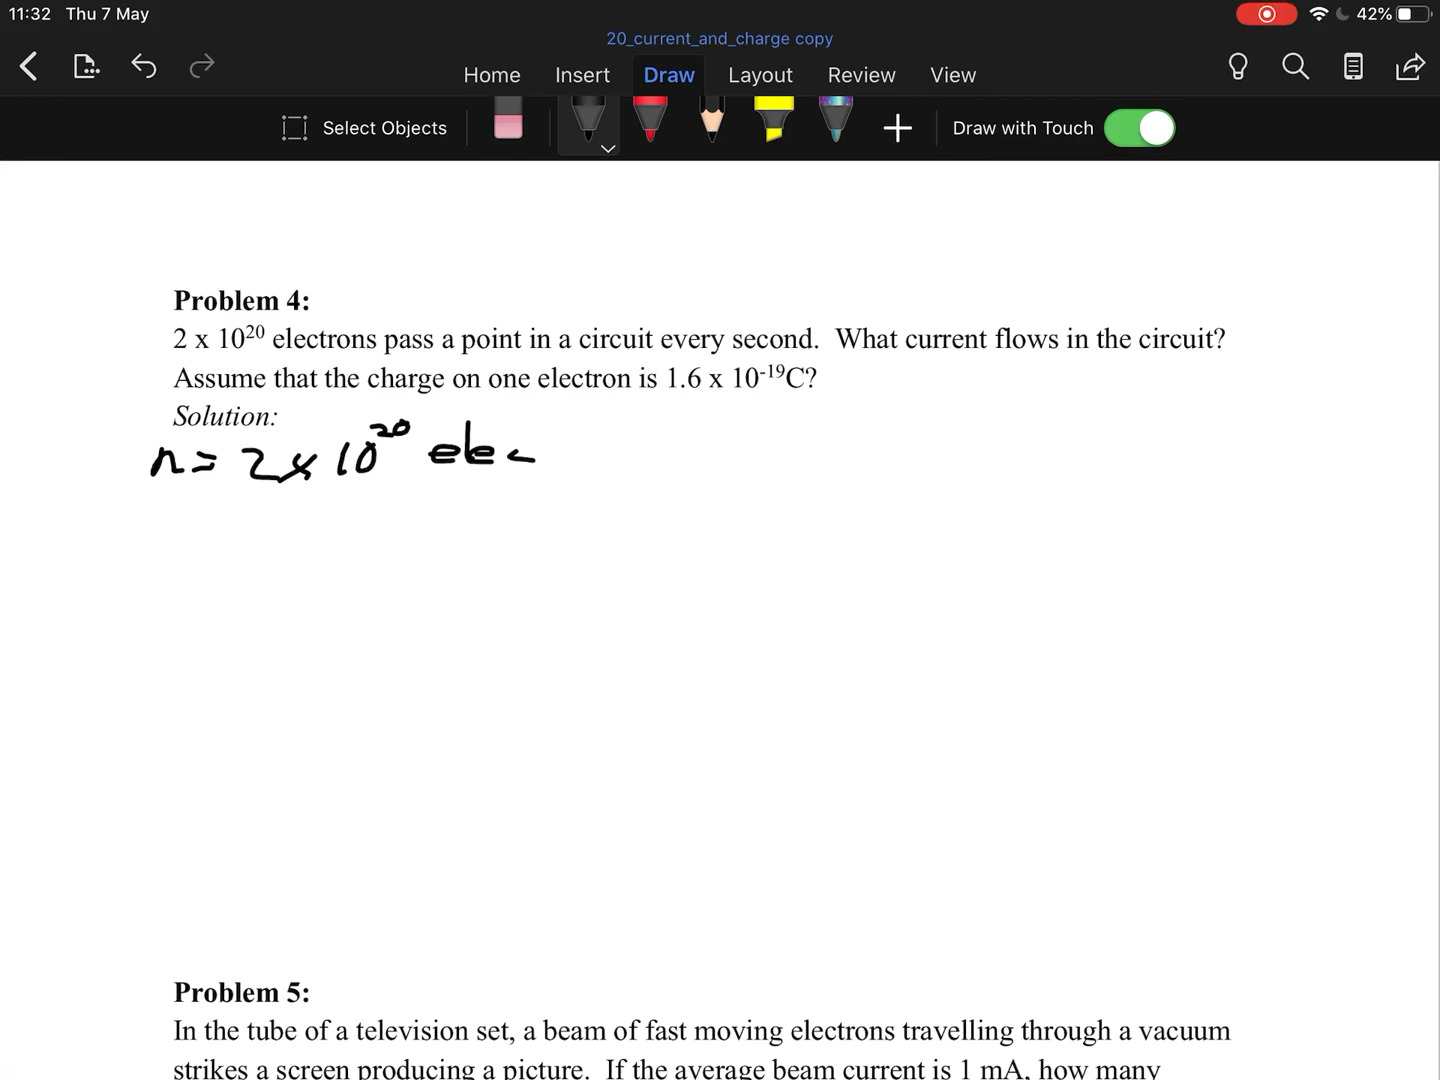 11:32 Thu 7 May 42%
20_current_and_charge copy
Home Insert Draw Layout Review View
Select Objects Draw with Touch
Problem 4:
2 x 10²⁰ electrons pass a point in a circuit every second. What current flows in the circuit?
Assume that the charge on one electron is 1.6 x 10⁻¹⁹C?
Solution:
n = 2 x 10²⁰ elec
Problem 5:
In the tube of a television set, a beam of fast moving electrons travelling through a vacuum
strikes a screen producing a picture. If the average beam current is 1 mA, how many